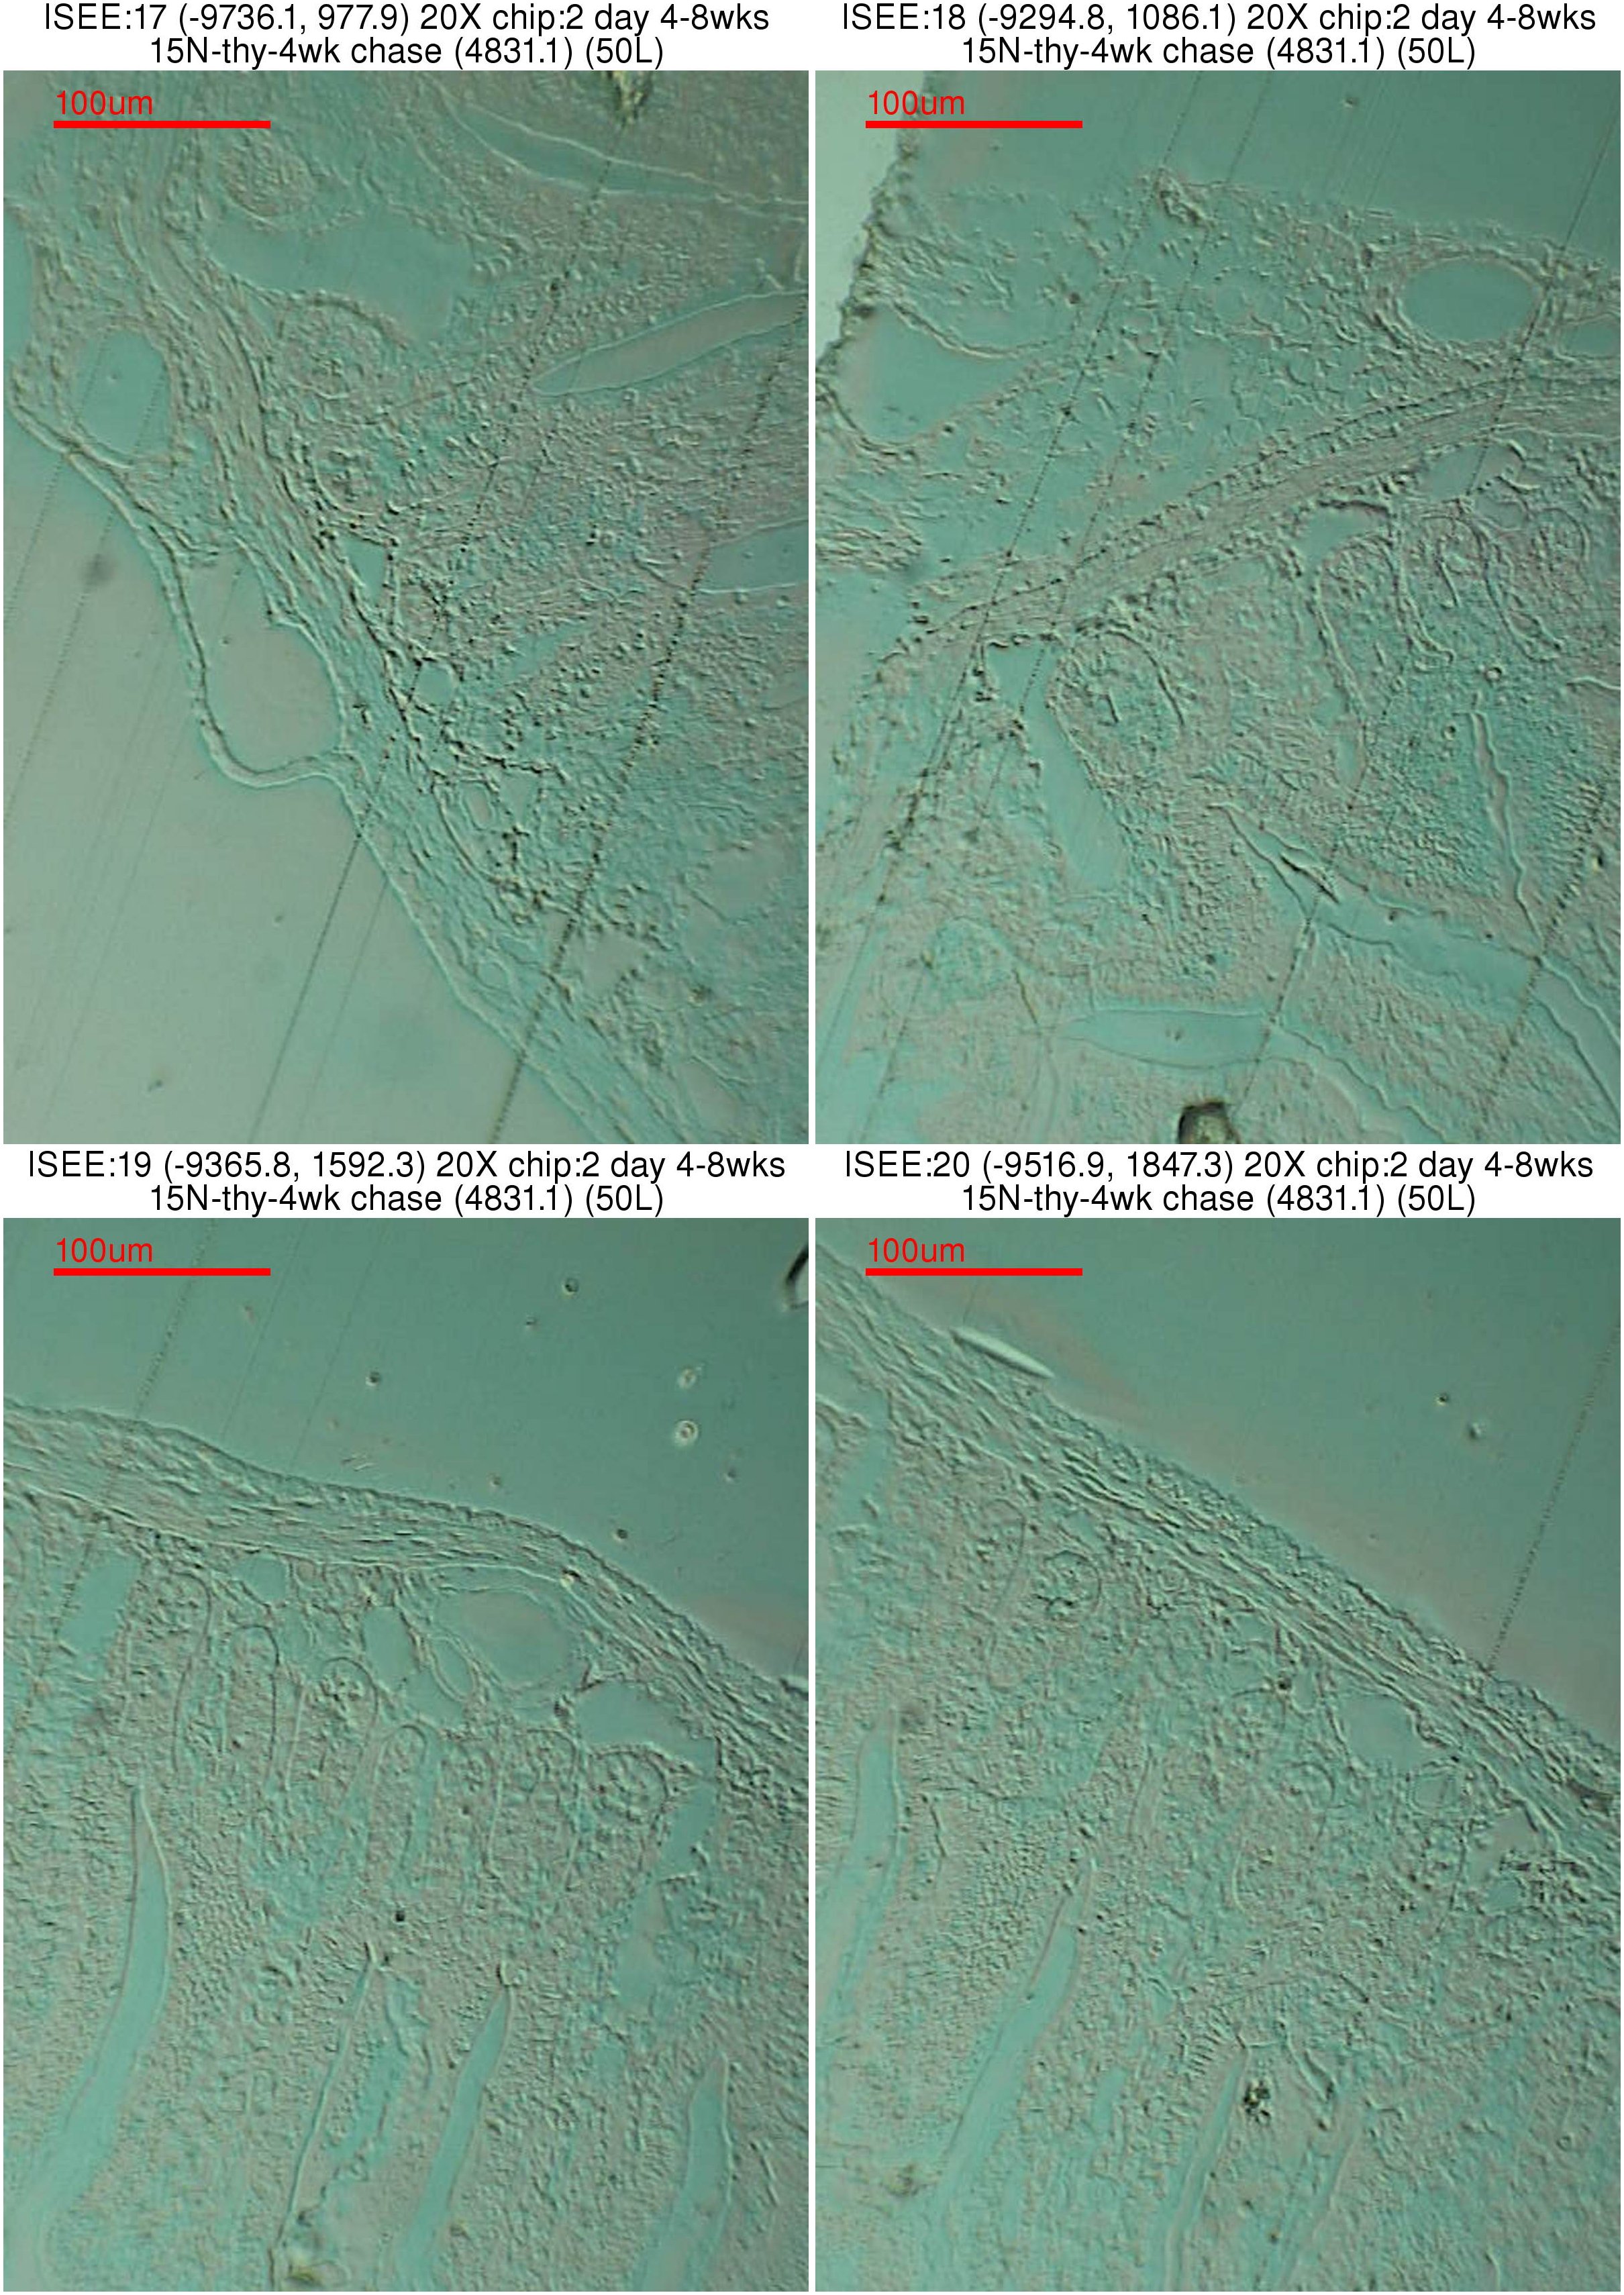 ISEE:17 (-9736.1, 977.9) 20X chip:2 day 4-8wks
15N-thy-4wk chase (4831.1) (50L)
100um
ISEE:18 (-9294.8, 1086.1) 20X chip:2 day 4-8wks
15N-thy-4wk chase (4831.1) (50L)
100um
ISEE:19 (-9365.8, 1592.3) 20X chip:2 day 4-8wks
15N-thy-4wk chase (4831.1) (50L)
100um
ISEE:20 (-9516.9, 1847.3) 20X chip:2 day 4-8wks
15N-thy-4wk chase (4831.1) (50L)
100um